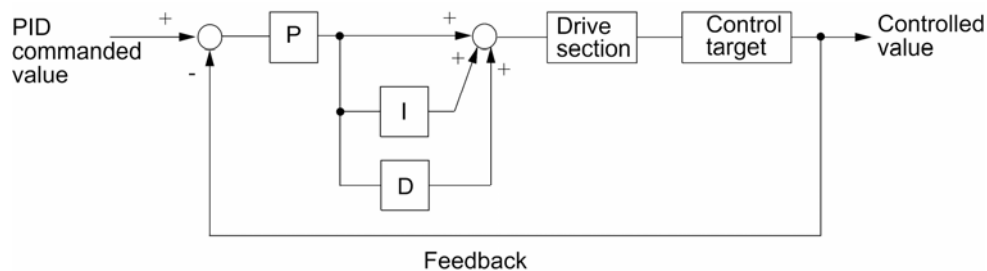 PID
commanded
value
+
-
P
+
+
+
I
D
Drive
section
Control
target
Controlled
value
Feedback